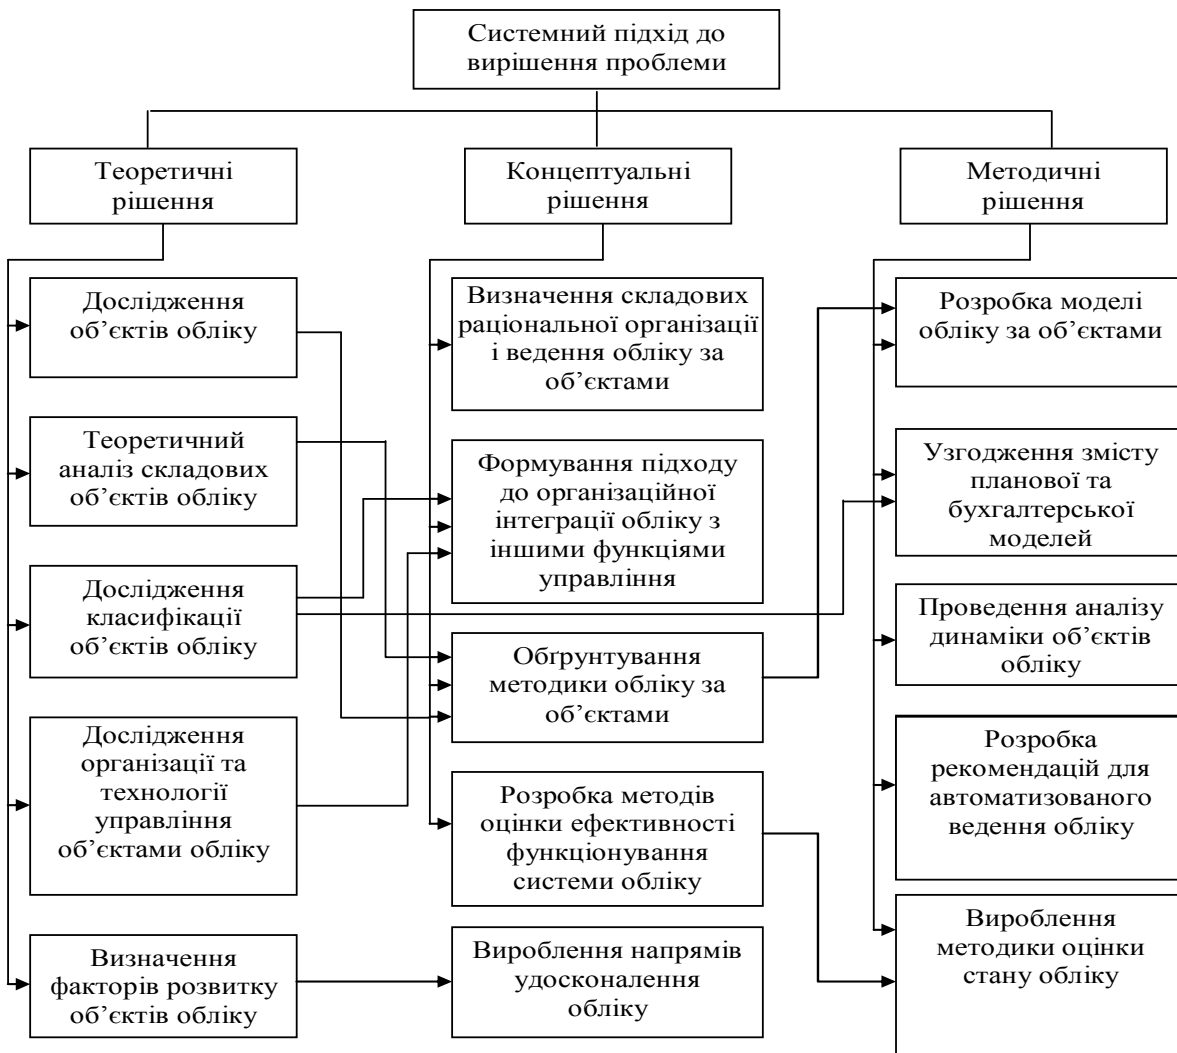 Системний підхід до
вирішення проблеми
Теоретичні
рішення
Концептуальні
рішення
Методичні
рішення
Дослідження
об’єктів обліку
Теоретичний
аналіз складових
об’єктів обліку
Дослідження
класифікації
об’єктів обліку
Дослідження
організації та
технології
управління
об’єктами обліку
Визначення
факторів розвитку
об’єктів обліку
Визначення складових
раціональної організації
і ведення обліку за
об’єктами
Формування підходу
до організаційної
інтеграції обліку з
іншими функціями
управління
Обґрунтування
методики обліку за
об’єктами
Розробка методів
оцінки ефективності
функціонування
системи обліку
Вироблення напрямів
удосконалення
обліку
Розробка моделі
обліку за об’єктами
Узгодження змісту
планової та
бухгалтерської
моделей
Проведення аналізу
динаміки об’єктів
обліку
Розробка
рекомендацій для
автоматизованого
ведення обліку
Вироблення
методики оцінки
стану обліку